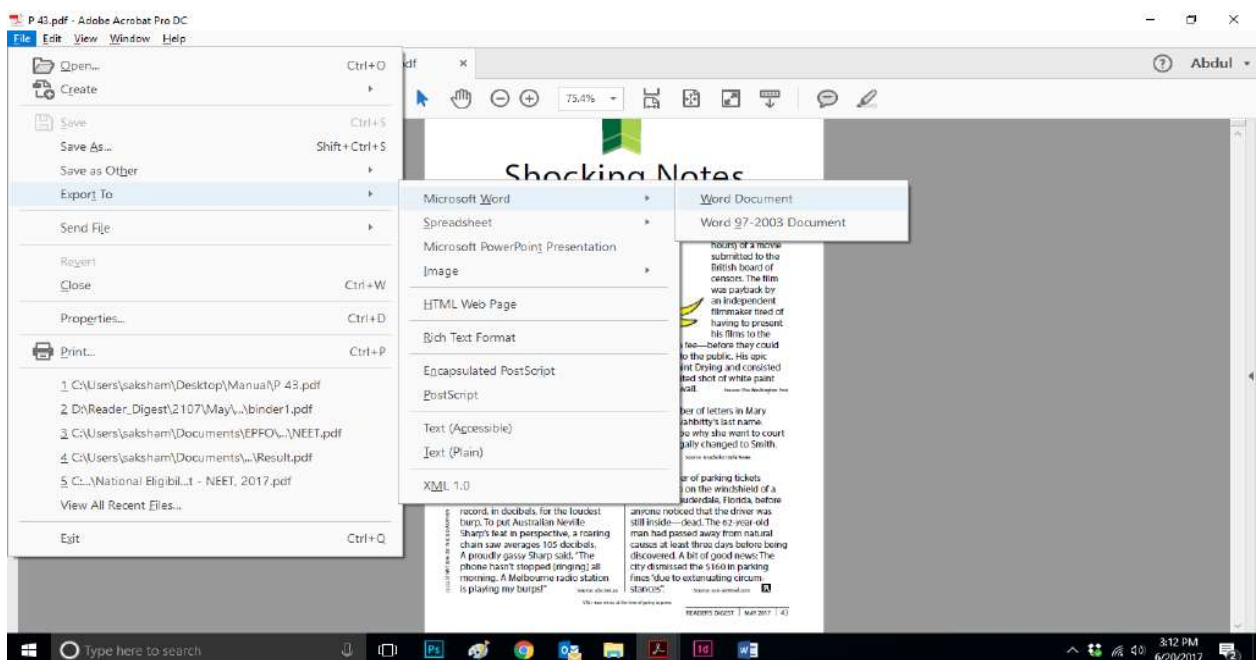 P 43.pdf - Adobe Acrobat Pro DC
File Edit View Window Help
Open... Ctrl+O
Create
Save Ctrl+S
Save As... Shift+Ctrl+S
Save as Other
Export To
Send File
Revert
Close Ctrl+W
Properties... Ctrl+D
Print... Ctrl+P
1 C:\Users\saksham\Desktop\Manual\P 43.pdf
2 D:\Reader_Digest\2107\May\...\binder1.pdf
3 C:\Users\saksham\Documents\EPFO\...\NEET.pdf
4 C:\Users\saksham\Documents\...\Result.pdf
5 C:...\National Eligibil...t - NEET, 2017.pdf
View All Recent Files...
Exit Ctrl+Q
Microsoft Word
Spreadsheet
Microsoft PowerPoint Presentation
Image
HTML Web Page
Rich Text Format
Encapsulated PostScript
PostScript
Text (Accessible)
Text (Plain)
XML 1.0
Word Document
Word 97-2003 Document
df ×
Abdul
75.4%
Shocking Notes
hours) of a movie
submitted to the
British board of
censors. The film
was payback by
an independent
filmmaker tired of
having to present
his films to the
fee—before they could
to the public. His epic
int Drying and consisted
ited shot of white paint
wall.
ber of letters in Mary
ahbitty's last name.
be why she went to court
gally changed to Smith.
er of parking tickets
on the windshield of a
auderdale, Florida, before
anyone noticed that the driver was
still inside—dead. The 62-year-old
man had passed away from natural
causes at least three days before being
discovered. A bit of good news: The
city dismissed the $160 in parking
fines "due to extenuating circum-
stances".
record, in decibels, for the loudest
burp. To put Australian Neville
Sharp's feat in perspective, a roaring
chain saw averages 105 decibels.
A proudly gassy Sharp said, "The
phone hasn't stopped [ringing] all
morning. A Melbourne radio station
is playing my burps!"
READER'S DIGEST | MAY 2017 | 43
Type here to search
3:12 PM
6/20/2017